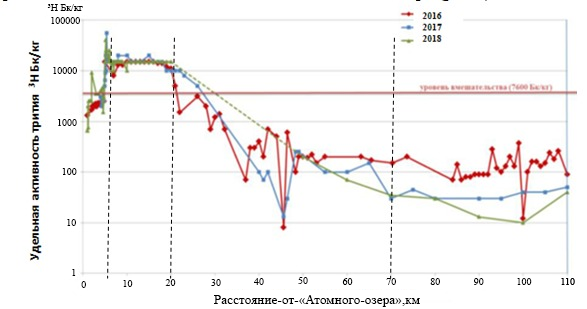 ³Н Бк/кг
Удельная активность трития ³Н Бк/кг
100000
10000
1000
100
10
1
2016
2017
2018
уровень вмешательства (7600 Бк/кг)
0 10 20 30 40 50 60 70 80 90 100 110
Расстояние-от-«Атомного-озера»,км